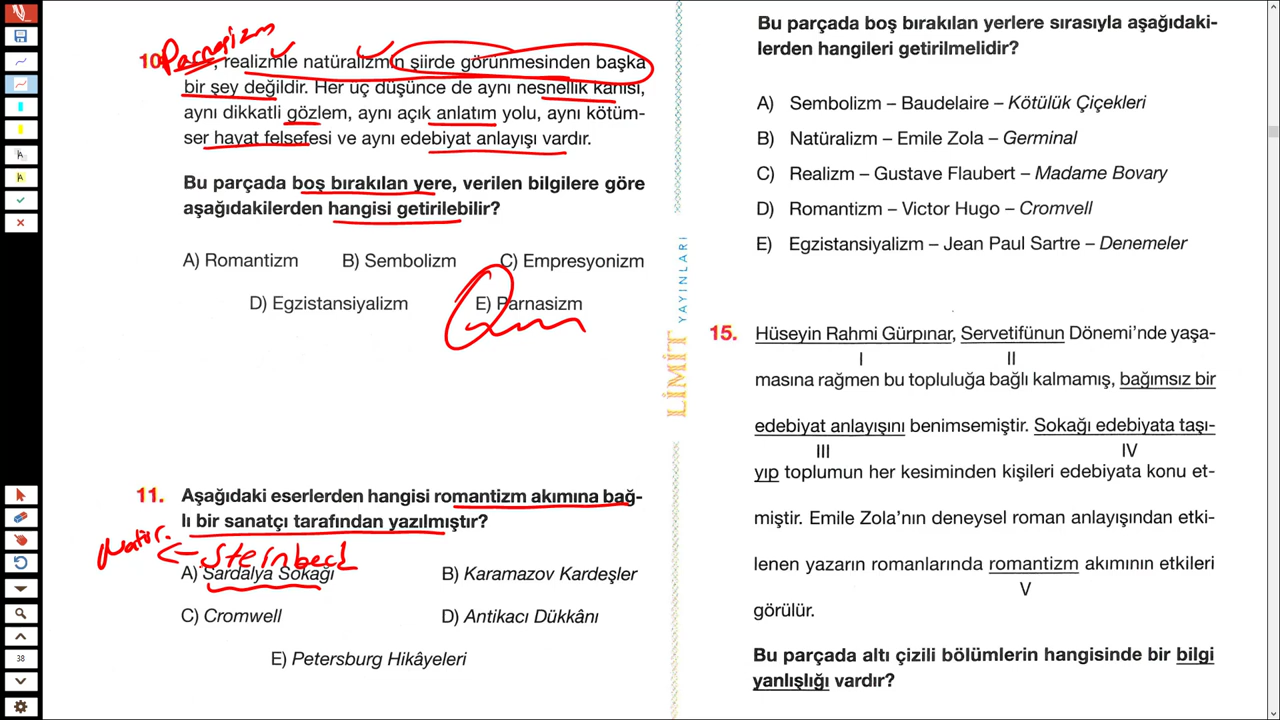 Parnasizm
10. , realizmle natüralizmin şiirde görünmesinden başka
bir şey değildir. Her üç düşünce de aynı nesnellik kanısı,
aynı dikkatli gözlem, aynı açık anlatım yolu, aynı kötüm-
ser hayat felsefesi ve aynı edebiyat anlayışı vardır.
Bu parçada boş bırakılan yere, verilen bilgilere göre
aşağıdakilerden hangisi getirilebilir?
A) Romantizm B) Sembolizm C) Empresyonizm
D) Egzistansiyalizm E) Parnasizm
11. Aşağıdaki eserlerden hangisi romantizm akımına bağ-
lı bir sanatçı tarafından yazılmıştır?
Natür. ← Steinbeck
A) Sardalya Sokağı B) Karamazov Kardeşler
C) Cromwell D) Antikacı Dükkânı
E) Petersburg Hikâyeleri
LİMİT YAYINLARI
Bu parçada boş bırakılan yerlere sırasıyla aşağıdaki-
lerden hangileri getirilmelidir?
A) Sembolizm – Baudelaire – Kötülük Çiçekleri
B) Natüralizm – Emile Zola – Germinal
C) Realizm – Gustave Flaubert – Madame Bovary
D) Romantizm – Victor Hugo – Cromvell
E) Egzistansiyalizm – Jean Paul Sartre – Denemeler
15. Hüseyin Rahmi Gürpınar, Servetifünun Dönemi'nde yaşa-
I II
masına rağmen bu topluluğa bağlı kalmamış, bağımsız bir
edebiyat anlayışını benimsemiştir. Sokağı edebiyata taşı-
III IV
yıp toplumun her kesiminden kişileri edebiyata konu et-
miştir. Emile Zola'nın deneysel roman anlayışından etki-
lenen yazarın romanlarında romantizm akımının etkileri
V
görülür.
Bu parçada altı çizili bölümlerin hangisinde bir bilgi
yanlışlığı vardır?
38